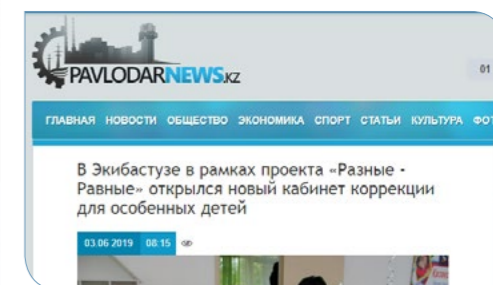 PAVLODARNEWS.KZ
01
ГЛАВНАЯ НОВОСТИ ОБЩЕСТВО ЭКОНОМИКА СПОРТ СТАТЬИ КУЛЬТУРА ФОТ
В Экибастузе в рамках проекта «Разные -
Равные» открылся новый кабинет коррекции
для особенных детей
03.06 2019 08:15